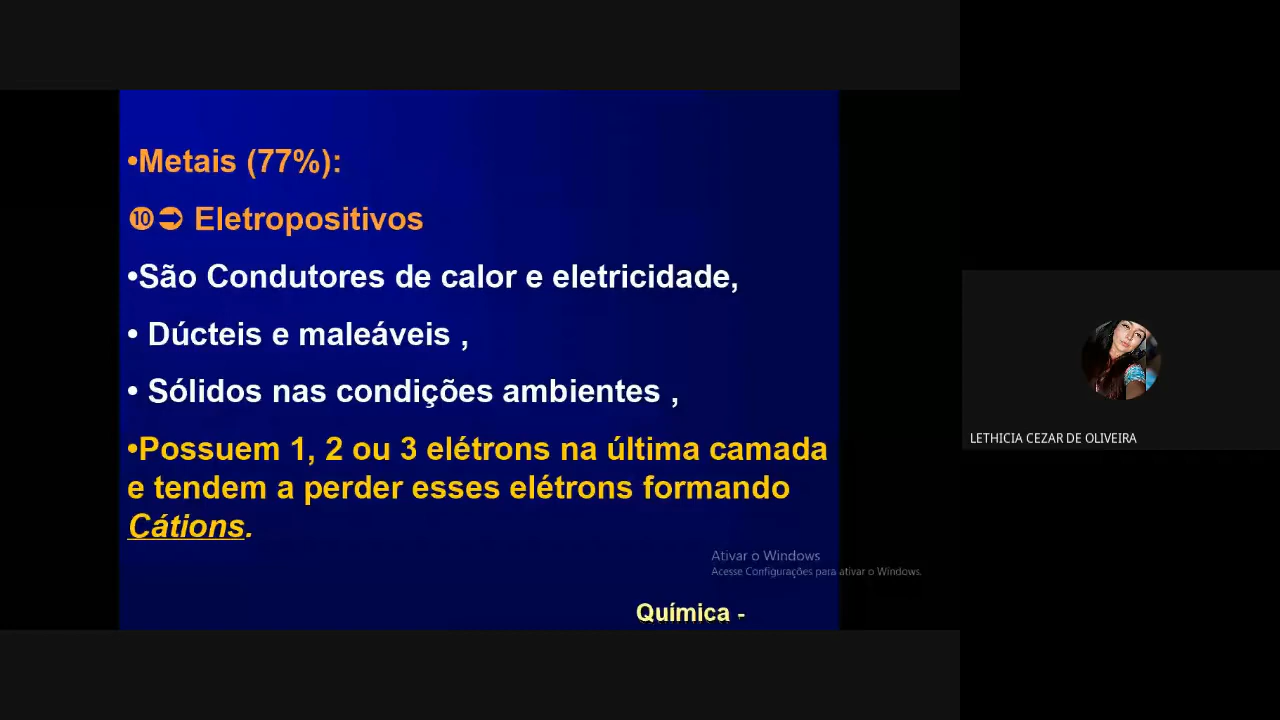 •Metais (77%):
❿➲ Eletropositivos
•São Condutores de calor e eletricidade,
• Dúcteis e maleáveis ,
• Sólidos nas condições ambientes ,
•Possuem 1, 2 ou 3 elétrons na última camada
e tendem a perder esses elétrons formando
Cátions.
Ativar o Windows
Acesse Configurações para ativar o Windows.
Química -
LETHICIA CEZAR DE OLIVEIRA